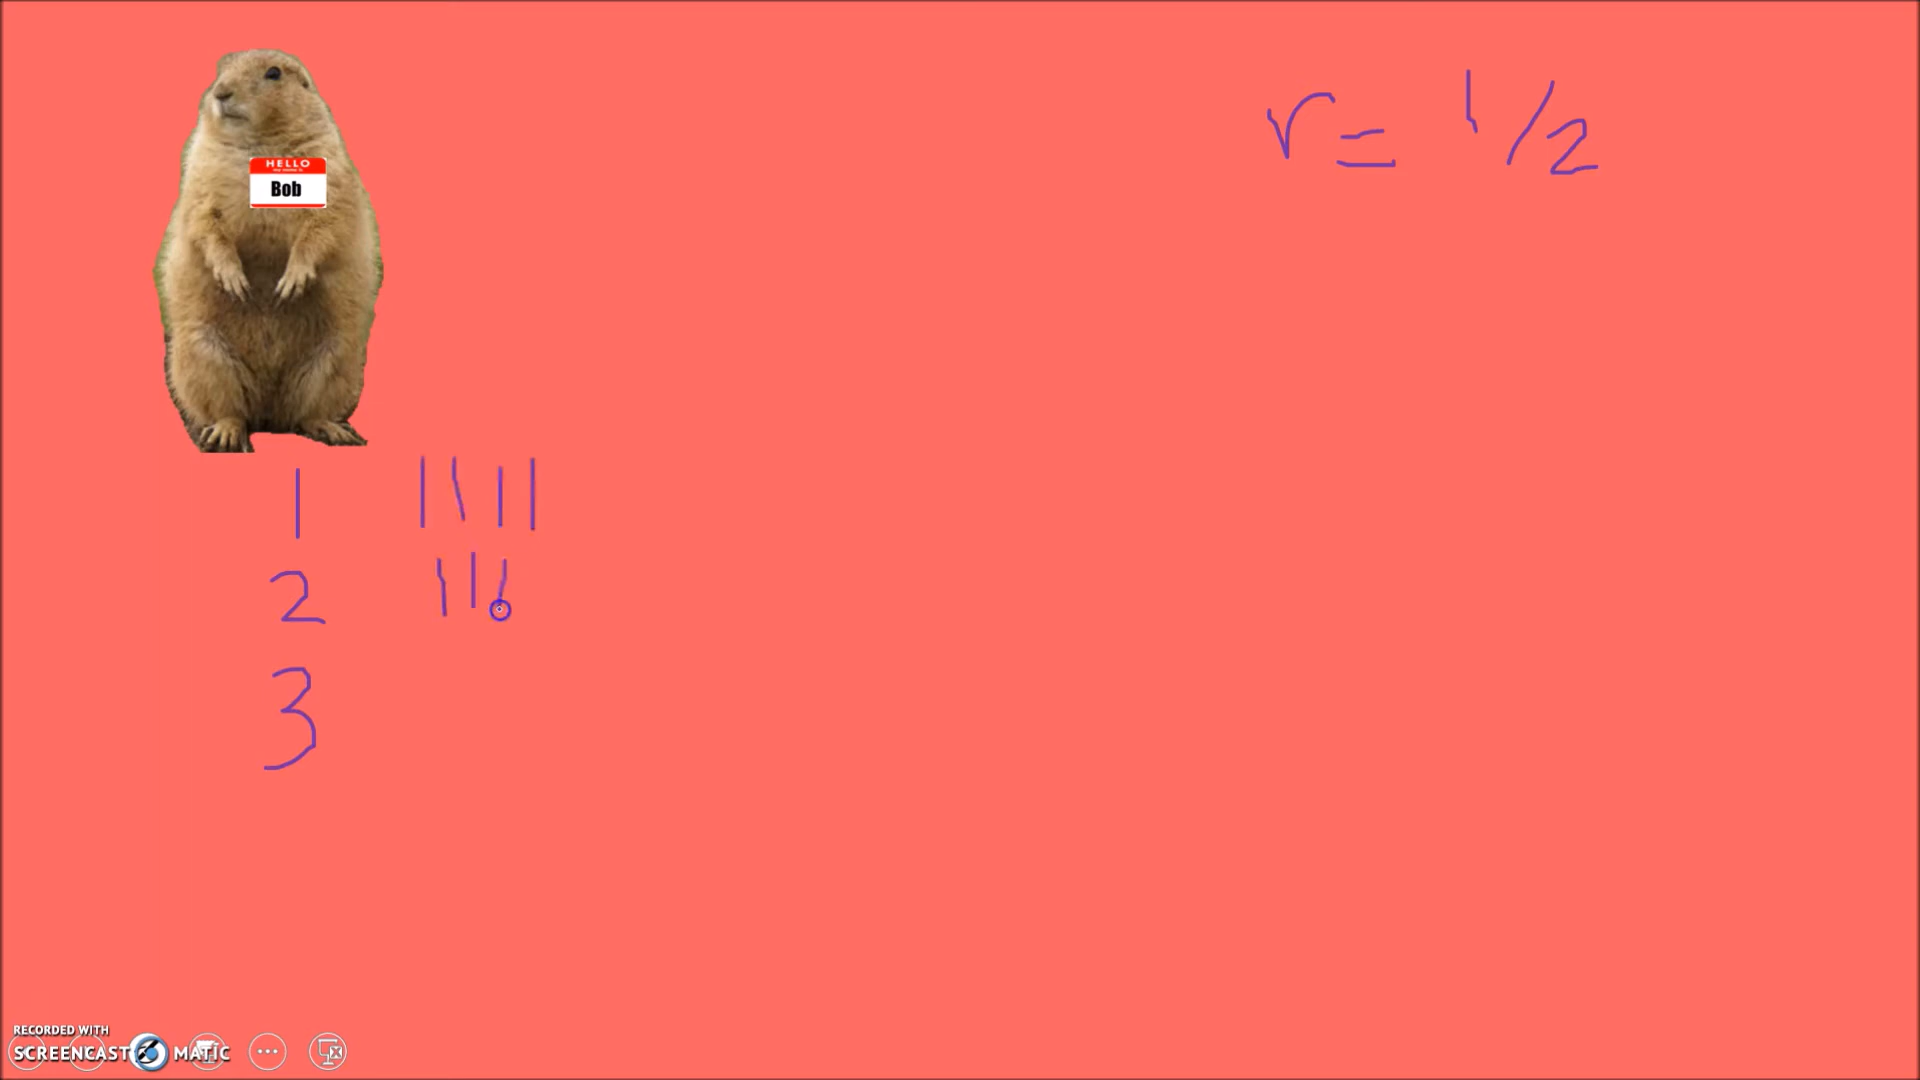 HELLO
Bob
r = 1/2
1 ||||
2 |||
3
RECORDED WITH
SCREENCAST MATIC